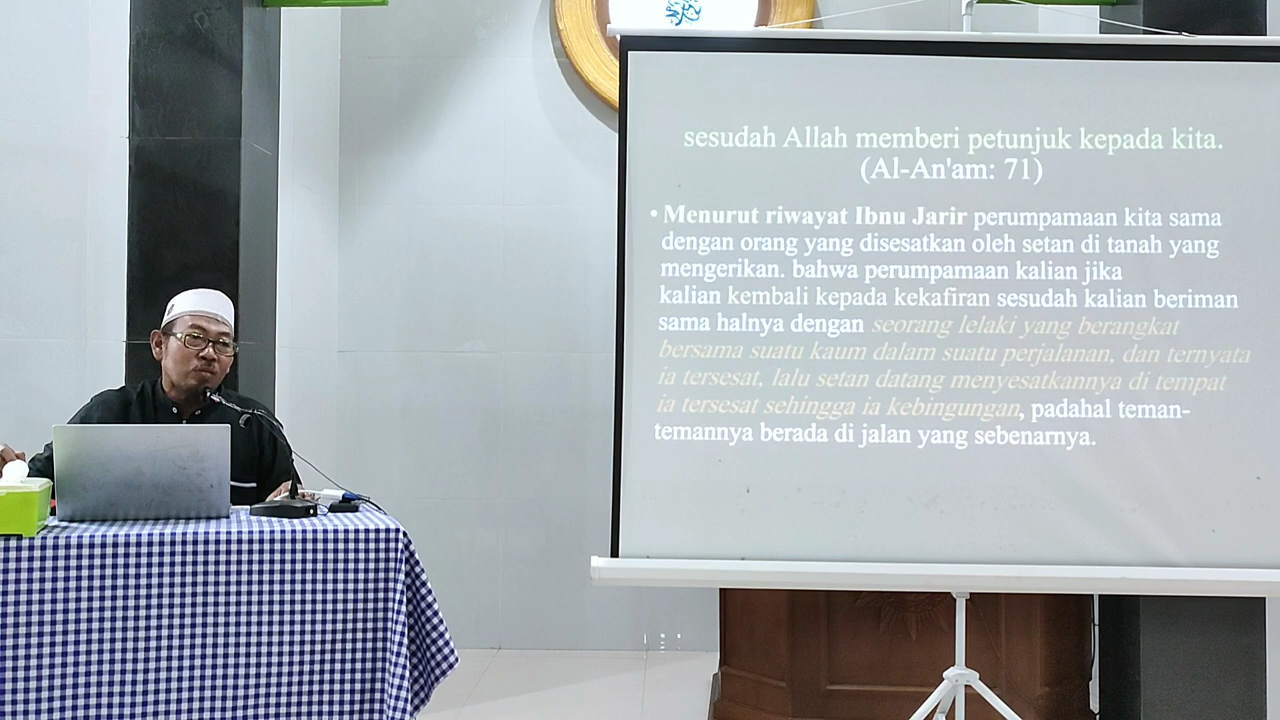 sesudah Allah memberi petunjuk kepada kita.
(Al-An'am: 71)
• Menurut riwayat Ibnu Jarir perumpamaan kita sama
dengan orang yang disesatkan oleh setan di tanah yang
mengerikan. bahwa perumpamaan kalian jika
kalian kembali kepada kekafiran sesudah kalian beriman
sama halnya dengan seorang lelaki yang berangkat
bersama suatu kaum dalam suatu perjalanan, dan ternyata
ia tersesat, lalu setan datang menyesatkannya di tempat
ia tersesat sehingga ia kebingungan, padahal teman-
temannya berada di jalan yang sebenarnya.